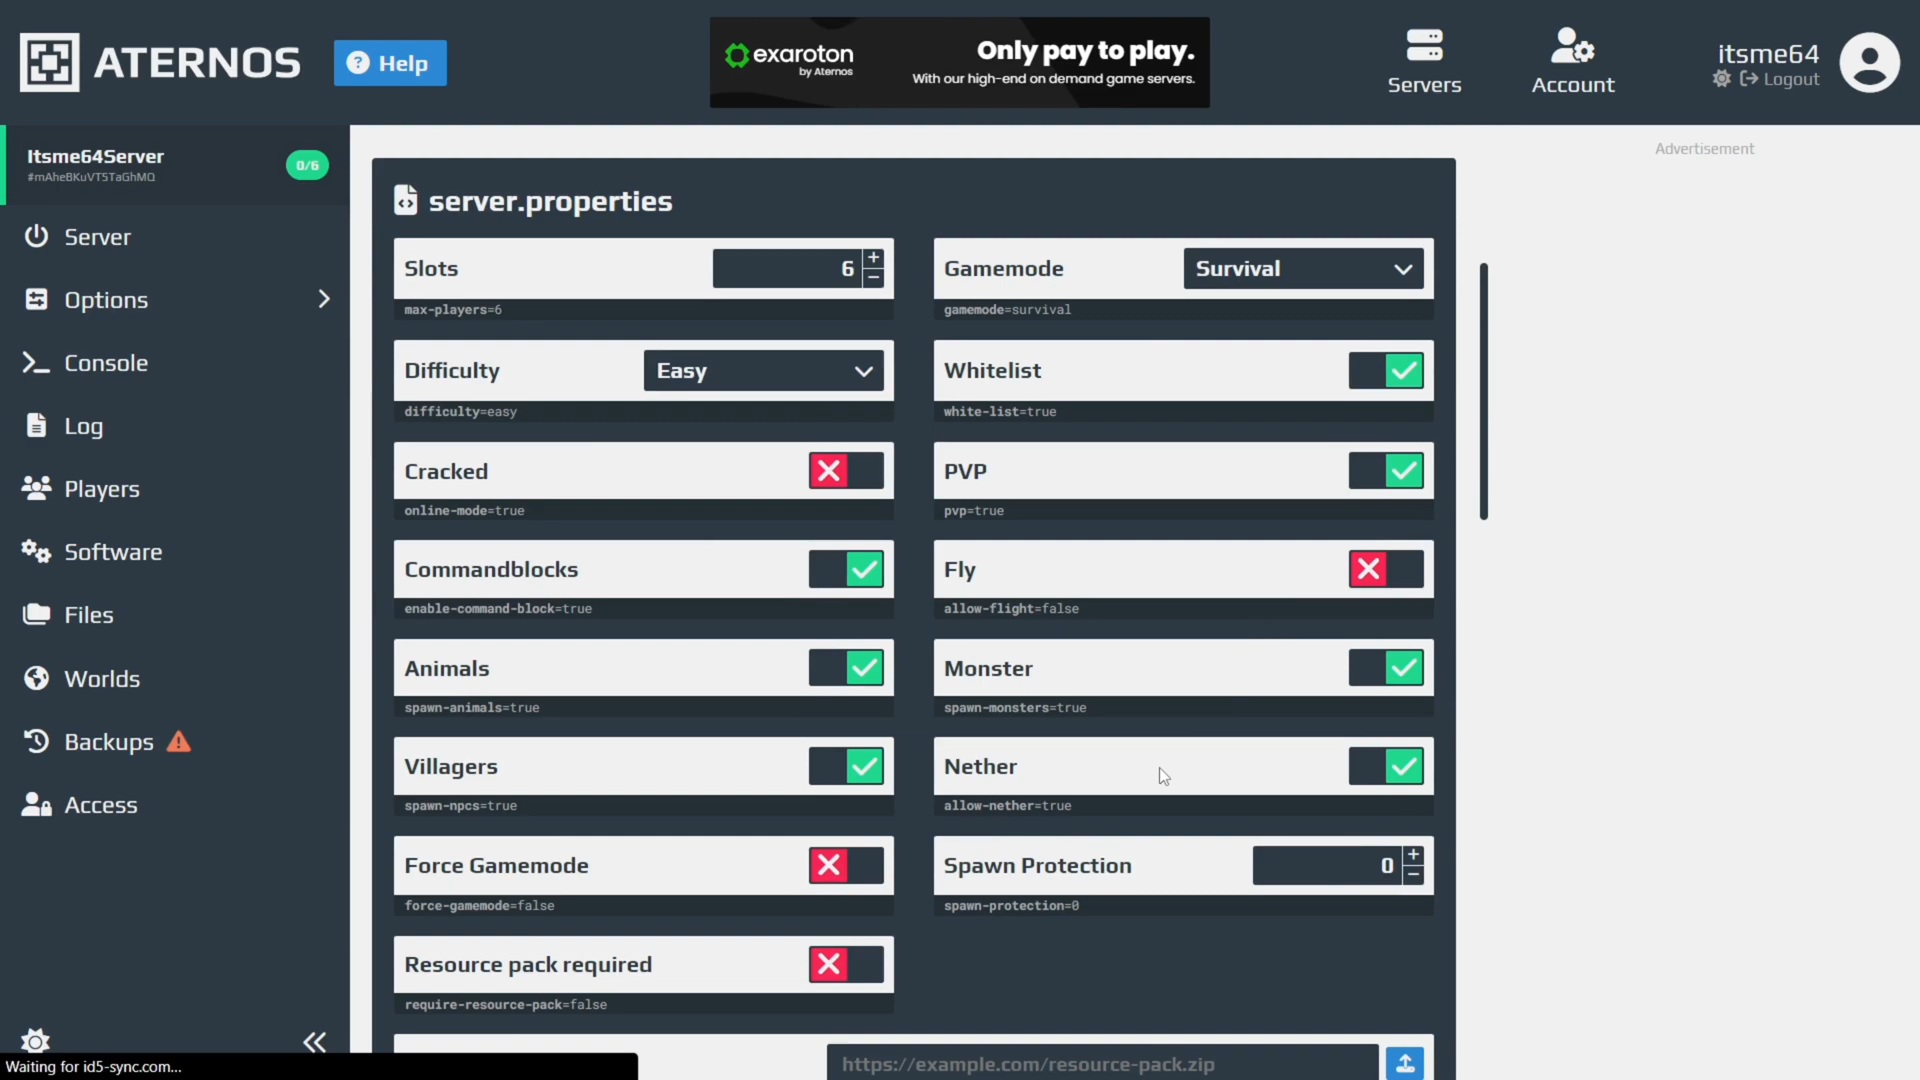 ATERNOS
Help
exaroton
by Aternos
Only pay to play.
With our high-end on demand game servers.
Servers
Account
itsme64
Logout
Itsme64Server
#mAheBKuVT5TaGhMQ
0/6
Server
Options
Console
Log
Players
Software
Files
Worlds
Backups
Access
Advertisement
server.properties
Slots
6
max-players=6
Gamemode
Survival
gamemode=survival
Difficulty
Easy
difficulty=easy
Whitelist
white-list=true
Cracked
online-mode=true
PVP
pvp=true
Commandblocks
enable-command-block=true
Fly
allow-flight=false
Animals
spawn-animals=true
Monster
spawn-monsters=true
Villagers
spawn-npcs=true
Nether
allow-nether=true
Force Gamemode
force-gamemode=false
Spawn Protection
0
spawn-protection=0
Resource pack required
require-resource-pack=false
https://example.com/resource-pack.zip
Waiting for id5-sync.com...